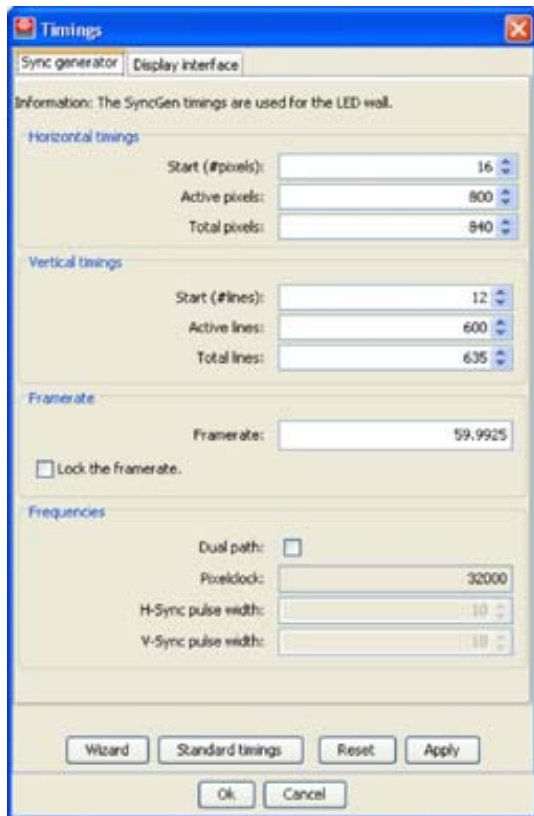 Timings
Sync generator Display interface
Information: The SyncGen timings are used for the LED wall.
Horizontal timings
Start (#pixels): 16
Active pixels: 800
Total pixels: 840
Vertical timings
Start (#lines): 12
Active lines: 600
Total lines: 635
Framerate
Framerate: 59.9925
Lock the framerate.
Frequencies
Dual path:
Pixelclock: 32000
H-Sync pulse width: 10
V-Sync pulse width: 10
Wizard Standard timings Reset Apply
Ok Cancel